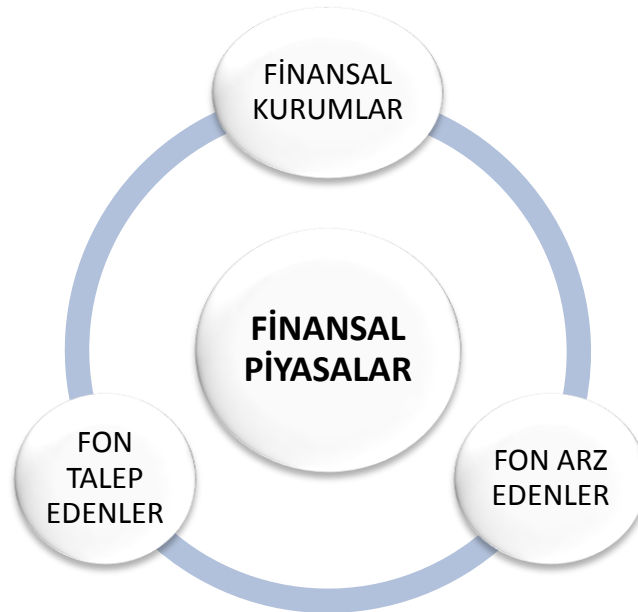 FİNANSAL
KURUMLAR
FİNANSAL
PİYASALAR
FON
TALEP
EDENLER
FON ARZ
EDENLER